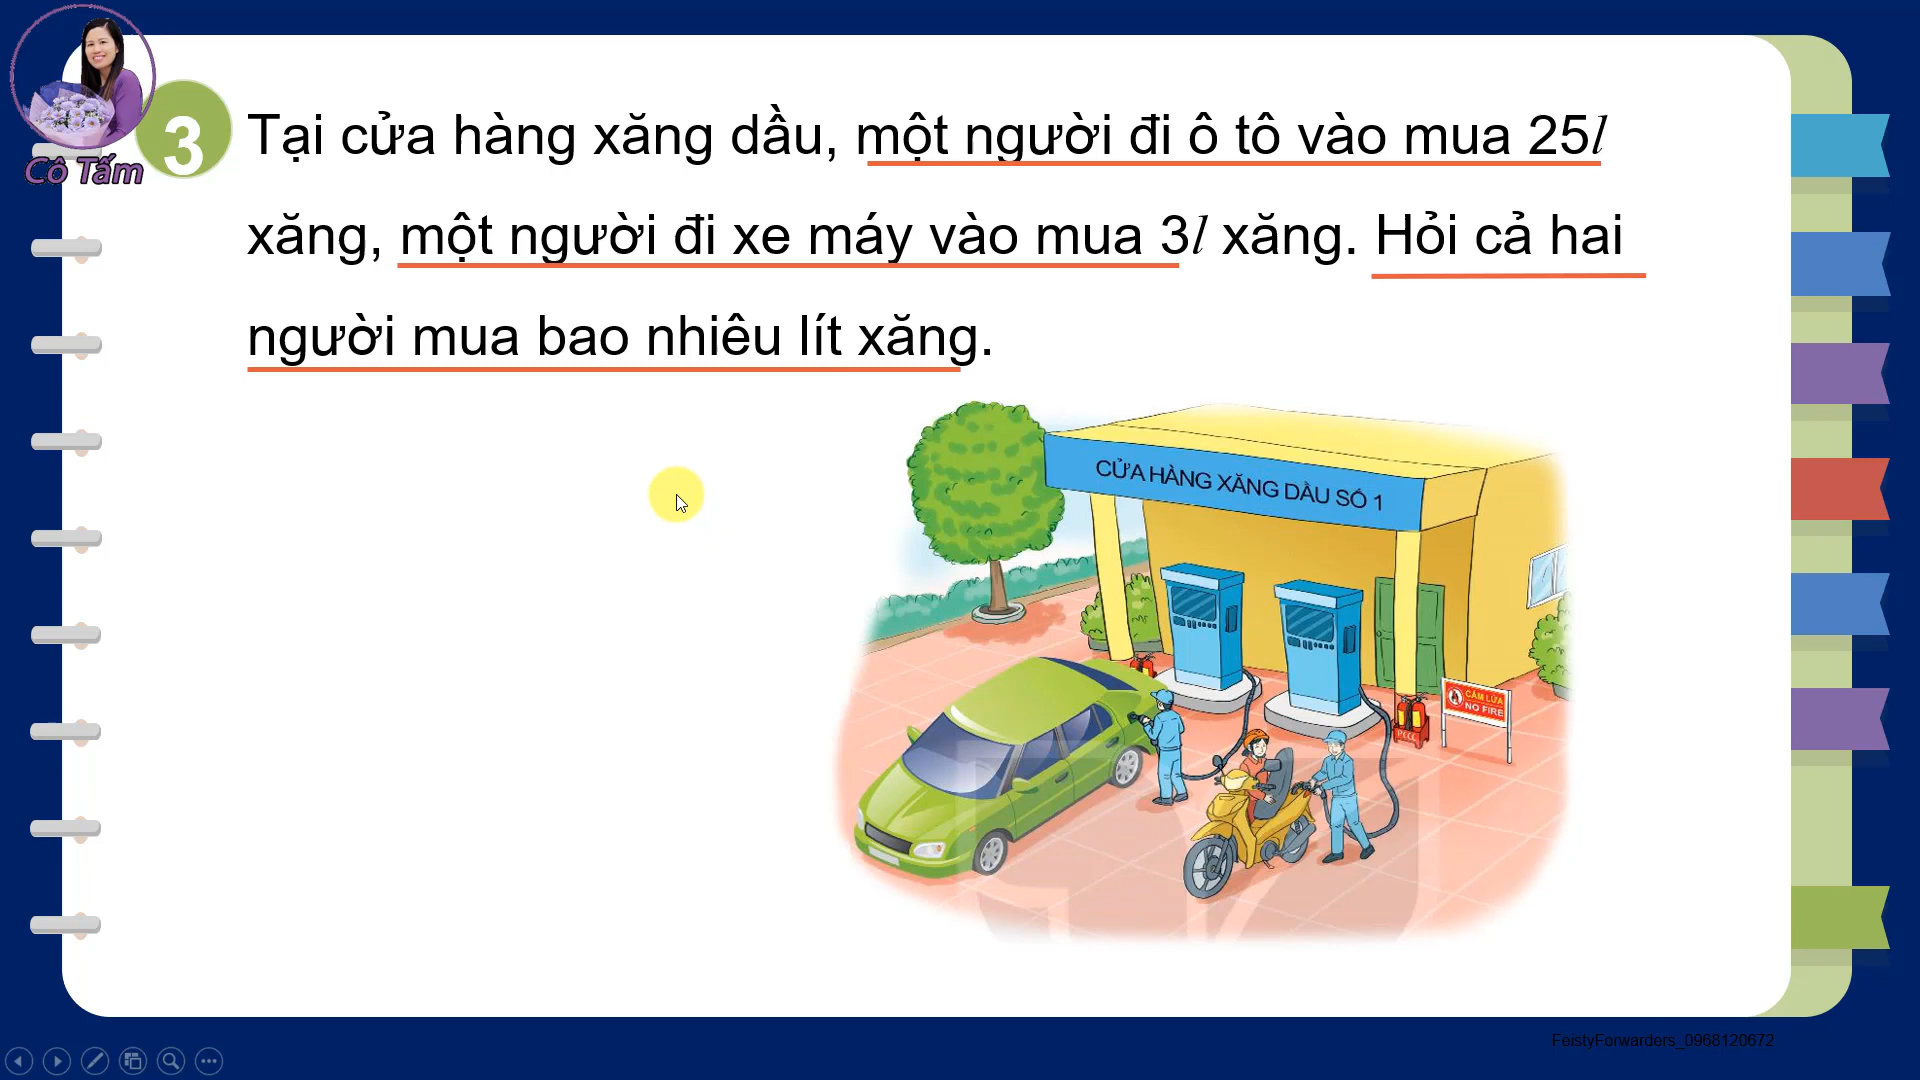 Cô Tấm
3
Tại cửa hàng xăng dầu, một người đi ô tô vào mua 25l
xăng, một người đi xe máy vào mua 3l xăng. Hỏi cả hai
người mua bao nhiêu lít xăng.
CỬA HÀNG XĂNG DẦU SỐ 1
CẤM LỬA
NO FIRE
PCCC
FeistyForwarders_0968120672